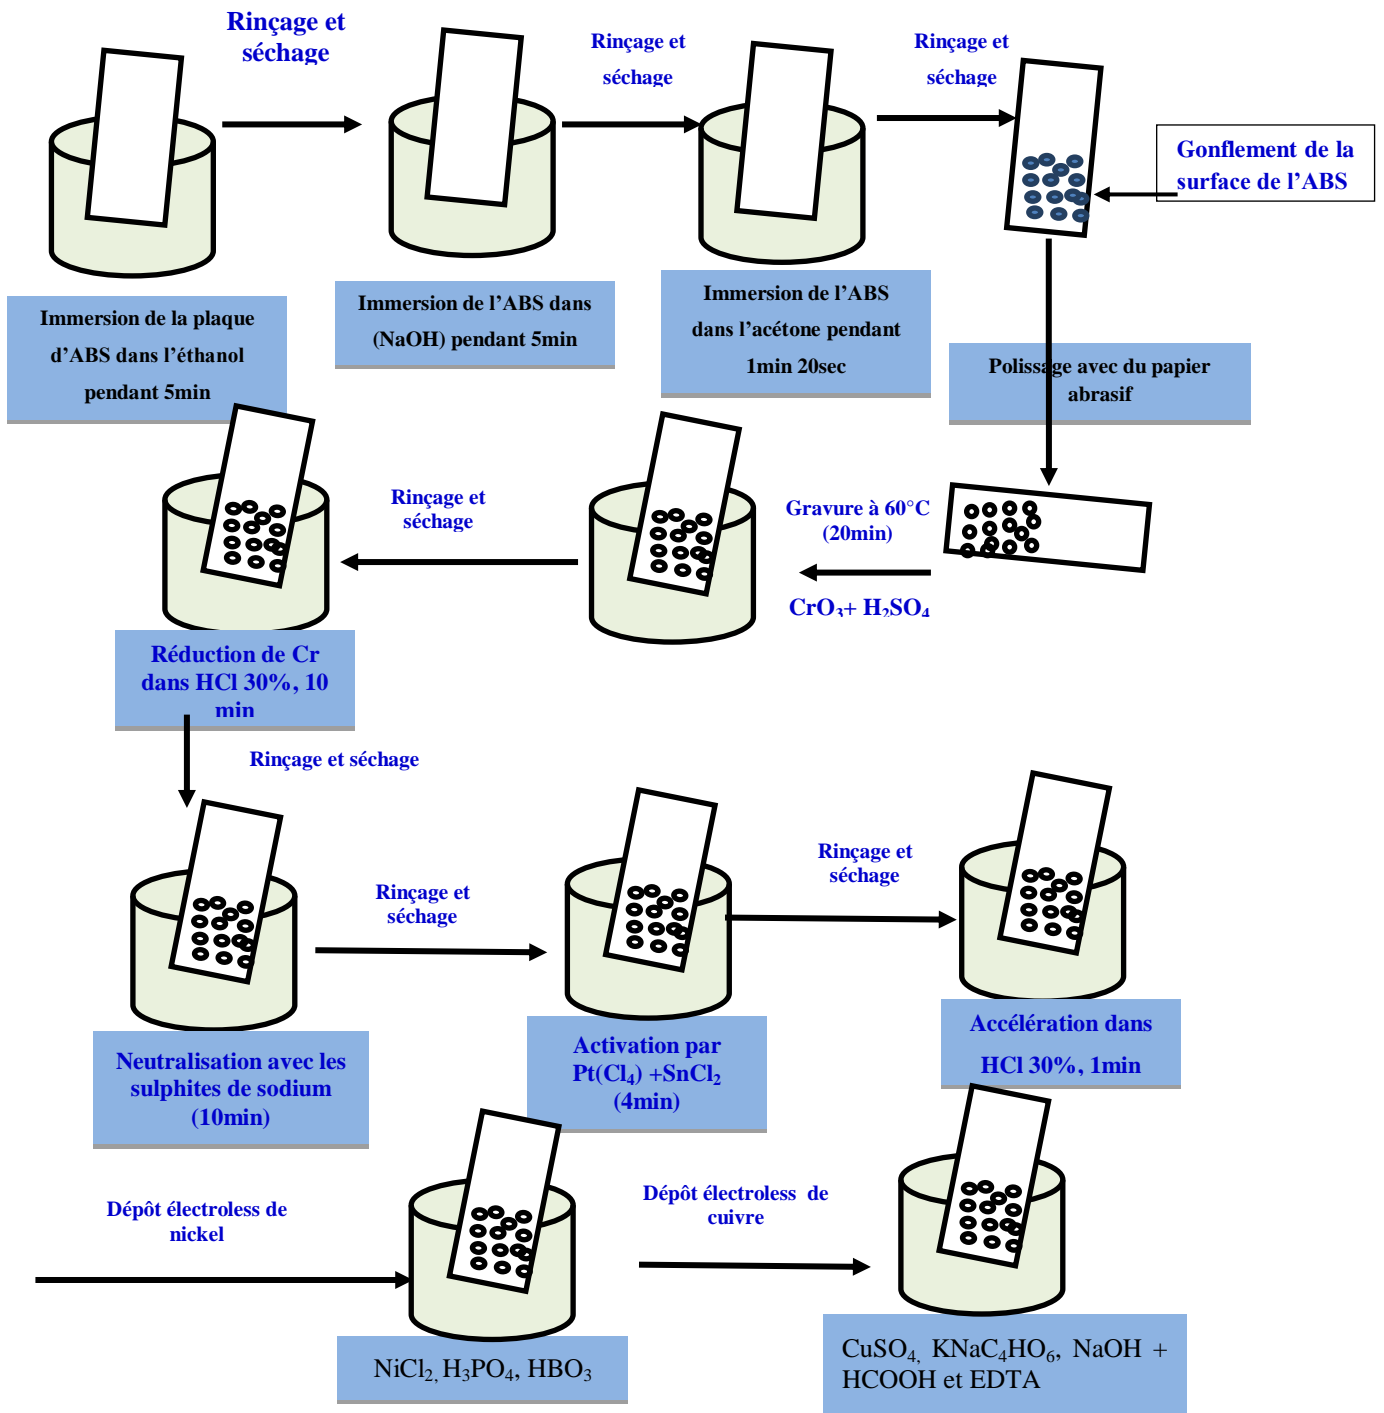 Rinçage et
séchage
Rinçage et
séchage
Rinçage et
séchage
Gonflement de la
surface de l'ABS
Immersion de la plaque
d'ABS dans l'éthanol
pendant 5min
Immersion de l'ABS dans
(NaOH) pendant 5min
Immersion de l'ABS
dans l'acétone pendant
1min 20sec
Polissage avec du papier
abrasif
Gravure à 60°C
(20min)
CrO₃+ H₂SO₄
Rinçage et
séchage
Réduction de Cr
dans HCl 30%, 10
min
Rinçage et séchage
Neutralisation avec les
sulphites de sodium
(10min)
Rinçage et
séchage
Activation par
Pt(Cl₄) +SnCl₂
(4min)
Rinçage et
séchage
Accélération dans
HCl 30%, 1min
Dépôt électroless de
nickel
NiCl₂, H₃PO₄, HBO₃
Dépôt électroless de
cuivre
CuSO₄, KNaC₄HO₆, NaOH +
HCOOH et EDTA